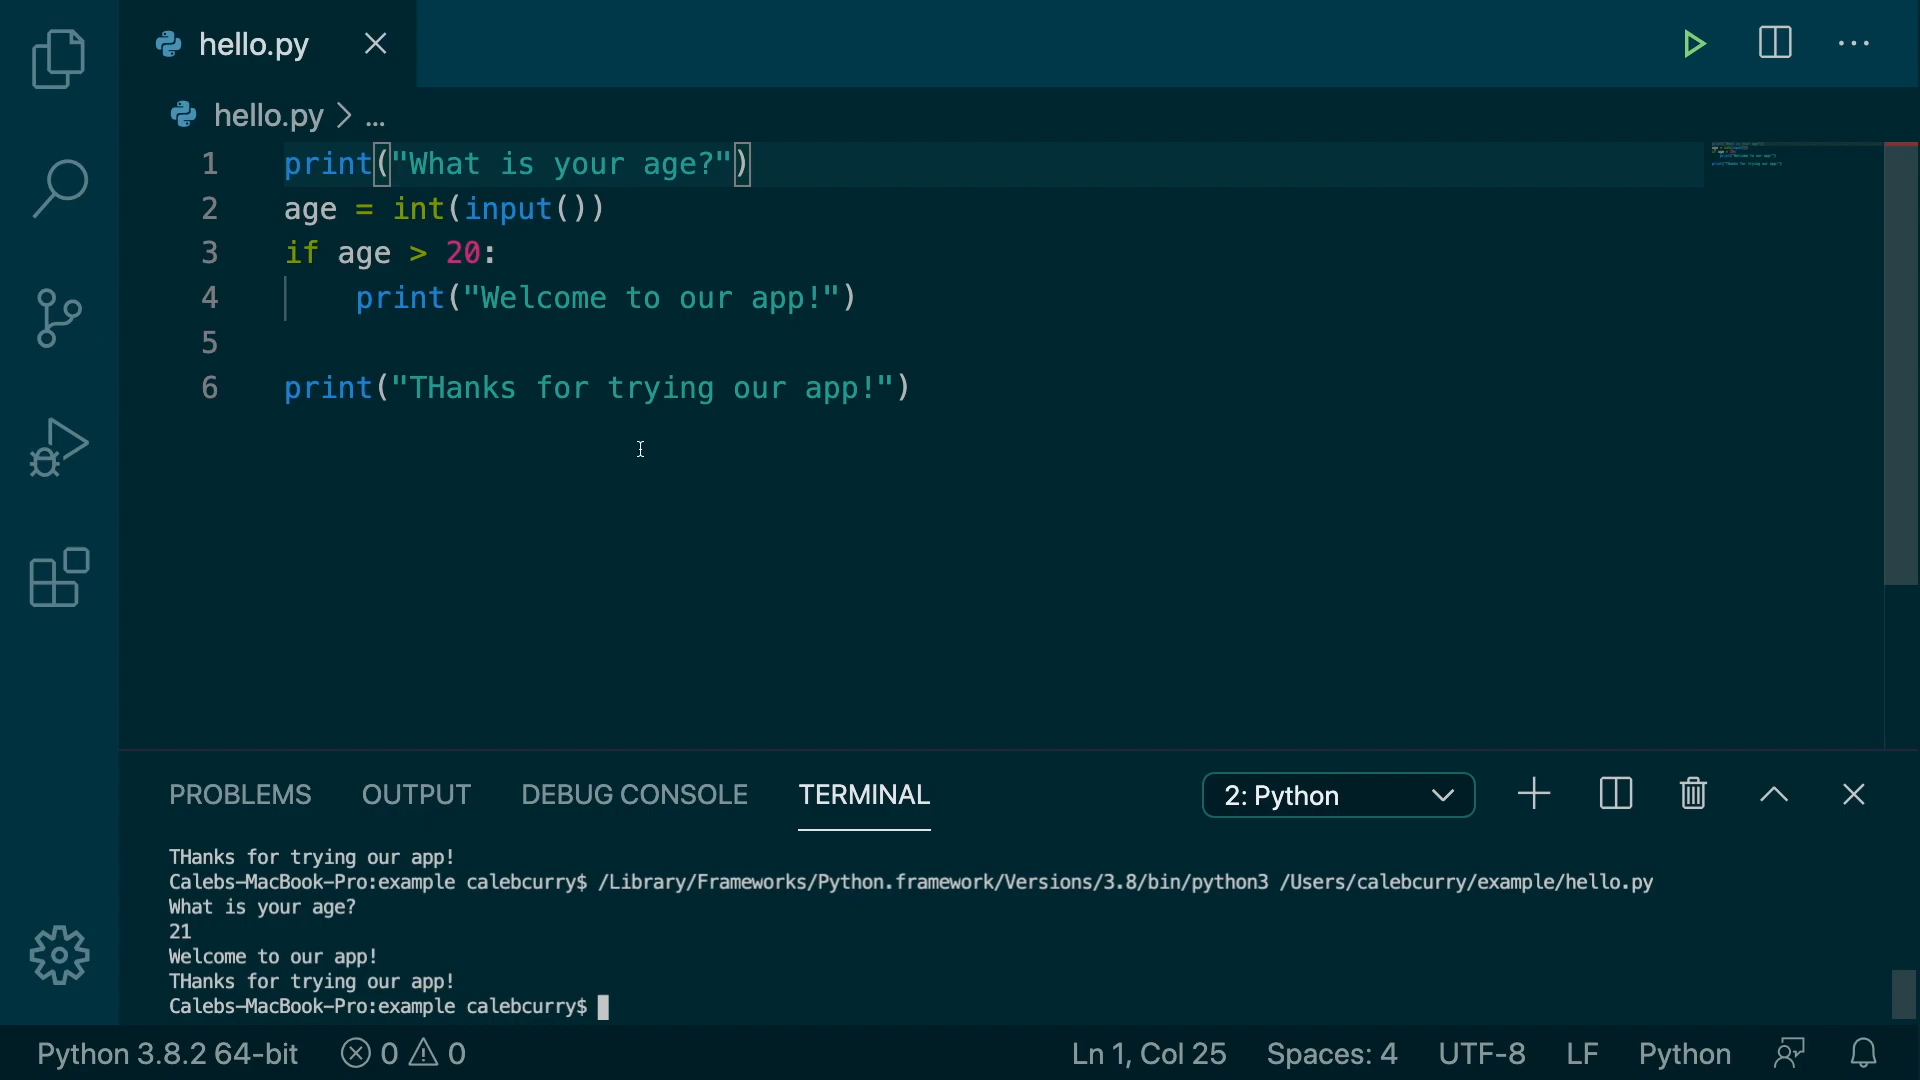 hello.py
hello.py > ...
1 print("What is your age?")
2 age = int(input())
3 if age > 20:
4     print("Welcome to our app!")
5
6 print("THanks for trying our app!")
PROBLEMS OUTPUT DEBUG CONSOLE TERMINAL 2: Python
THanks for trying our app!
Calebs-MacBook-Pro:example calebcurry$ /Library/Frameworks/Python.framework/Versions/3.8/bin/python3 /Users/calebcurry/example/hello.py
What is your age?
21
Welcome to our app!
THanks for trying our app!
Calebs-MacBook-Pro:example calebcurry$
Python 3.8.2 64-bit 0 0 Ln 1, Col 25 Spaces: 4 UTF-8 LF Python